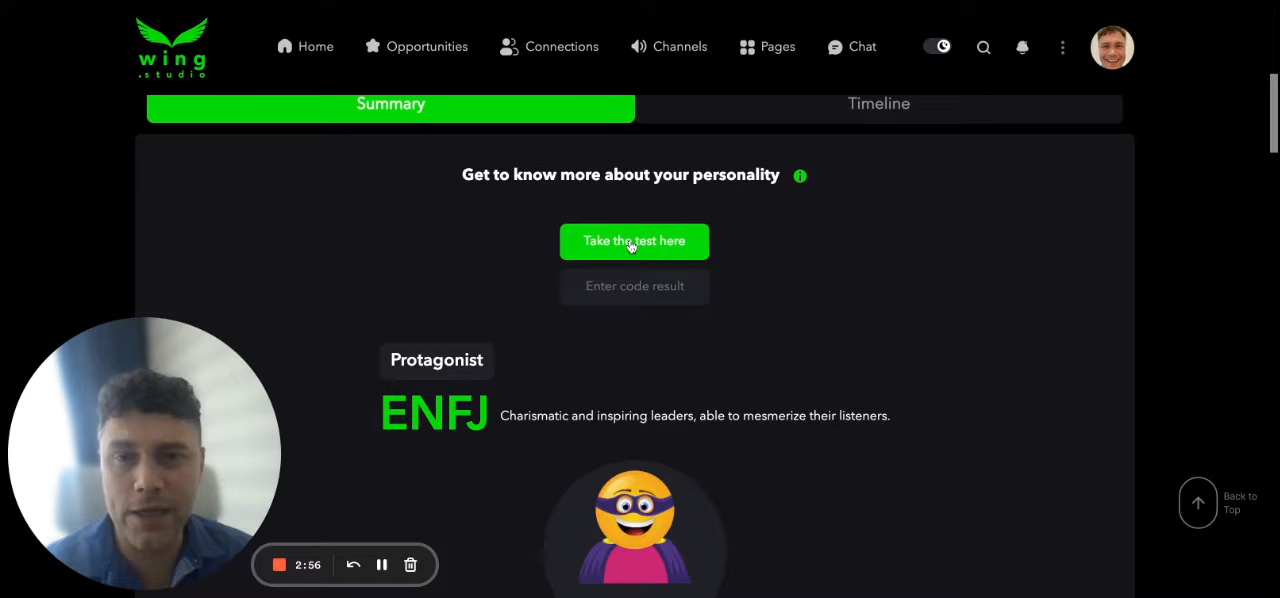 wing
.studio
Home
Opportunities
Connections
Channels
Pages
Chat
Summary
Timeline
Get to know more about your personality
Take the test here
Enter code result
Protagonist
ENFJ
Charismatic and inspiring leaders, able to mesmerize their listeners.
Back to
Top
2:56